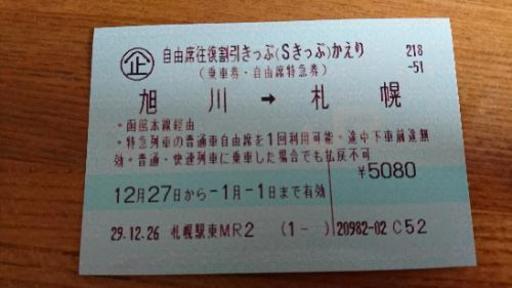 企 自由席往復割引きっぷ(Sきっぷ)かえり 218
(乗車券・自由席特急券) -51
旭川 → 札幌
・函館本線経由
・特急列車の普通車自由席を1回利用可能・途中下車前途無
効・普通・快速列車に乗車した場合でも払戻不可
¥5080
12月27日から-1月-1日まで有効
29.12.26 札幌駅東MR2 (1- ) 20982-02 C52